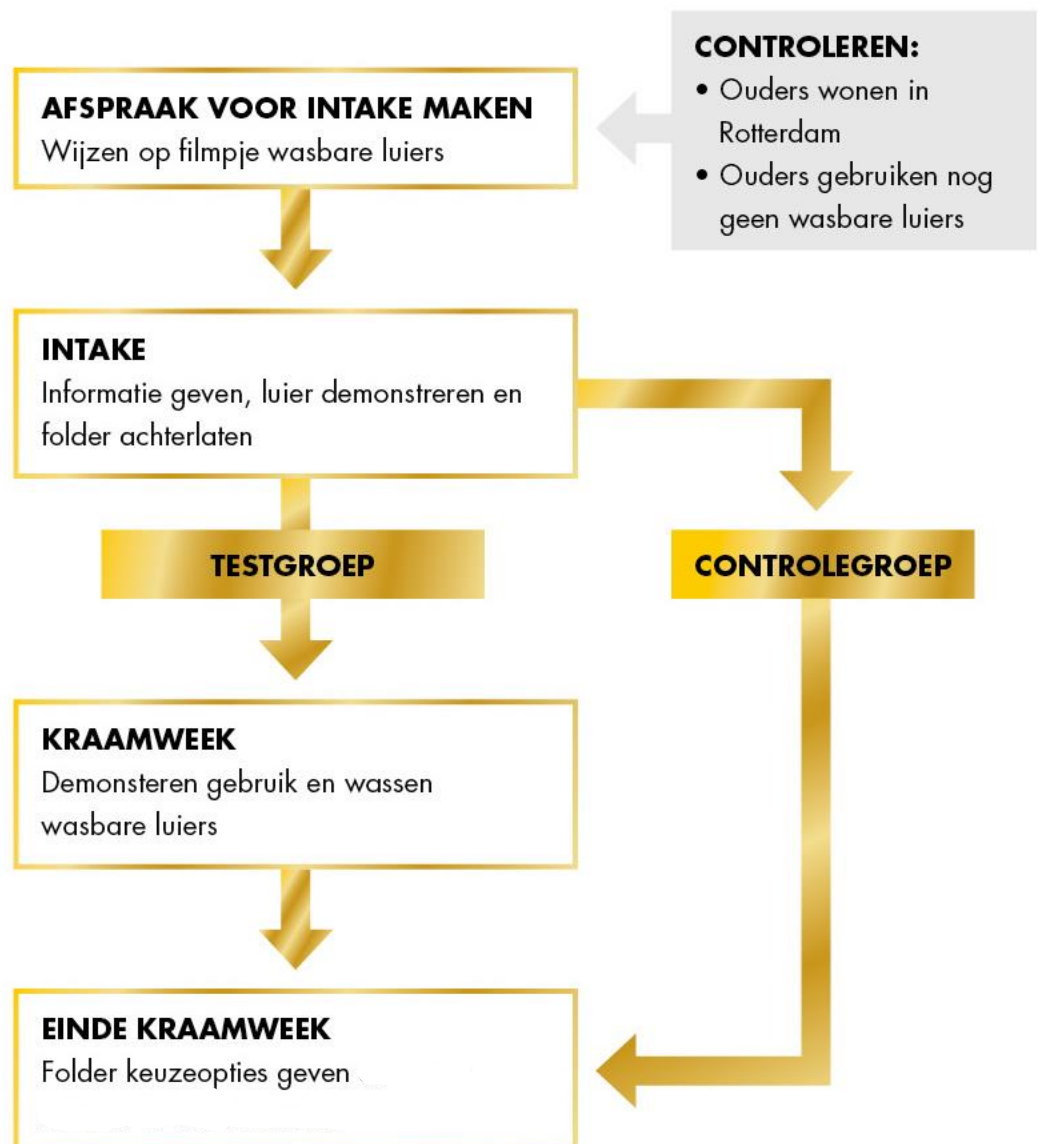 AFSPRAAK VOOR INTAKE MAKEN
Wijzen op filmpje wasbare luiers
CONTROLEREN:
• Ouders wonen in
Rotterdam
• Ouders gebruiken nog
geen wasbare luiers
INTAKE
Informatie geven, luier demonstreren en
folder achterlaten
TESTGROEP
CONTROLEGROEP
KRAAMWEEK
Demonsteren gebruik en wassen
wasbare luiers
EINDE KRAAMWEEK
Folder keuzeopties geven